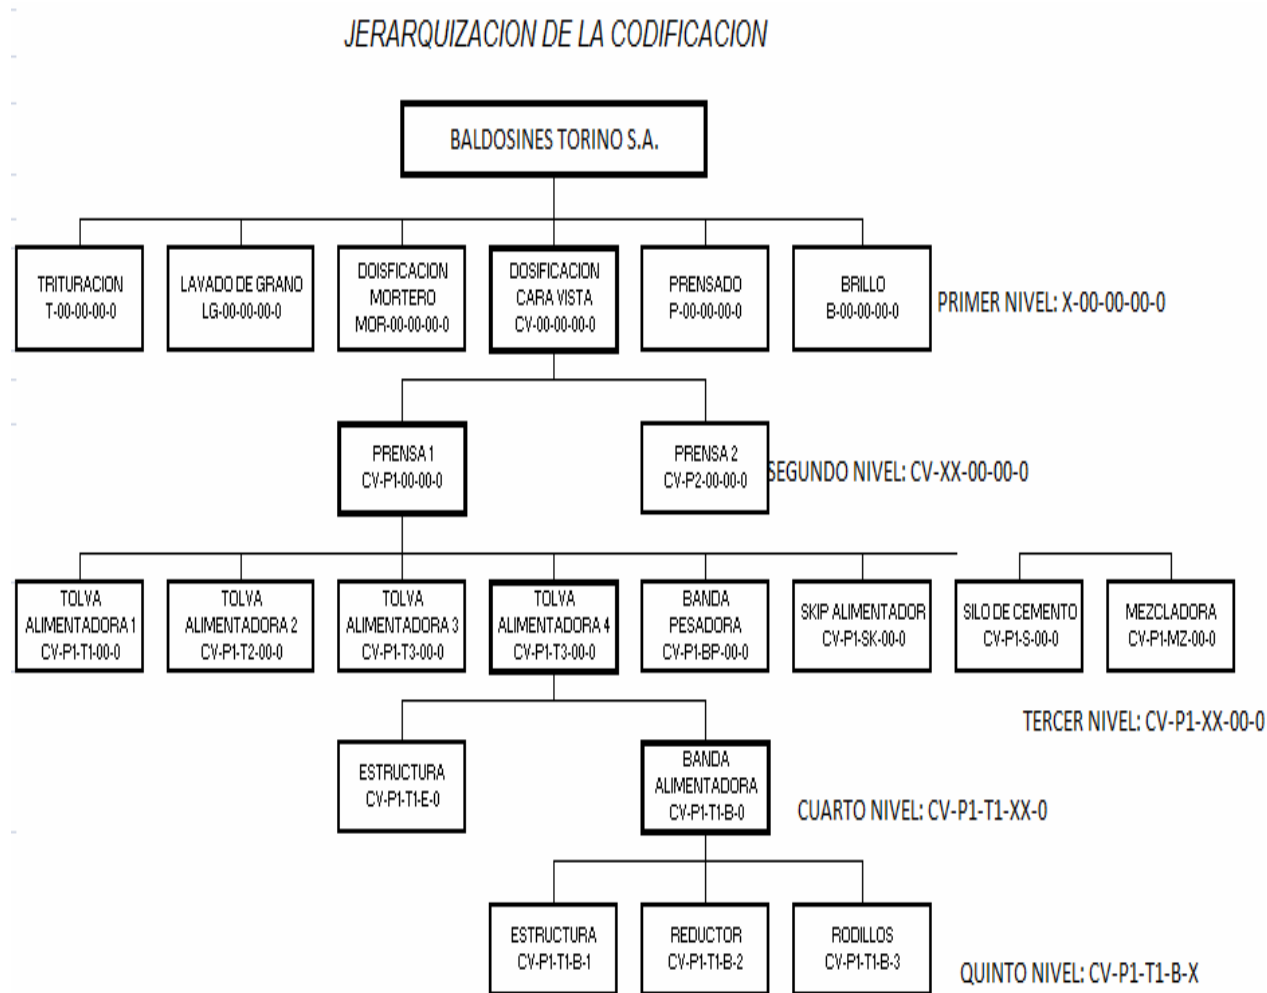 JERARQUIZACION DE LA CODIFICACION
BALDOSINES TORINO S.A.
TRITURACION
T-00-00-00-0
LAVADO DE GRANO
LG-00-00-00-0
DOISFICACION
MORTERO
MOR-00-00-00-0
DOSIFICACION
CARA VISTA
CV-00-00-00-0
PRENSADO
P-00-00-00-0
BRILLO
B-00-00-00-0
PRIMER NIVEL: X-00-00-00-0
PRENSA 1
CV-P1-00-00-0
PRENSA 2
CV-P2-00-00-0
SEGUNDO NIVEL: CV-XX-00-00-0
TOLVA
ALIMENTADORA 1
CV-P1-T1-00-0
TOLVA
ALIMENTADORA 2
CV-P1-T2-00-0
TOLVA
ALIMENTADORA 3
CV-P1-T3-00-0
TOLVA
ALIMENTADORA 4
CV-P1-T3-00-0
BANDA
PESADORA
CV-P1-BP-00-0
SKIP ALIMENTADOR
CV-P1-SK-00-0
SILO DE CEMENTO
CV-P1-S-00-0
MEZCLADORA
CV-P1-MZ-00-0
TERCER NIVEL: CV-P1-XX-00-0
ESTRUCTURA
CV-P1-T1-E-0
BANDA
ALIMENTADORA
CV-P1-T1-B-0
CUARTO NIVEL: CV-P1-T1-XX-0
ESTRUCTURA
CV-P1-T1-B-1
REDUCTOR
CV-P1-T1-B-2
RODILLOS
CV-P1-T1-B-3
QUINTO NIVEL: CV-P1-T1-B-X